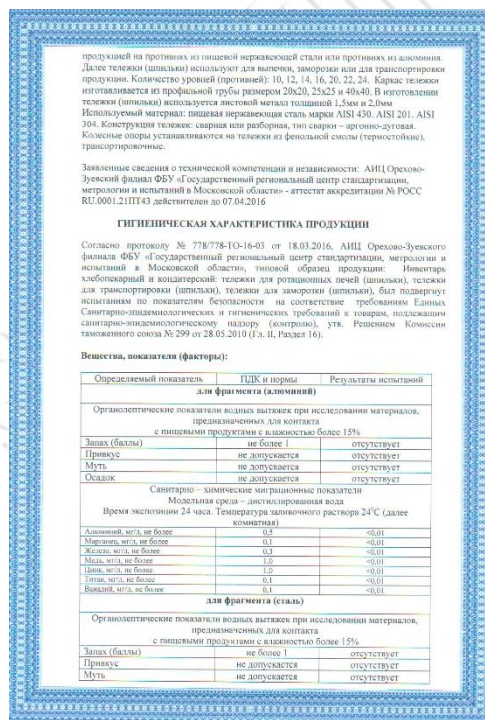 продукцией на противнях из пищевой нержавеющей стали или противнях из алюминия.
Далее тележки (шпильки) используют для выпечки, заморозки или для транспортировки
продукции. Количество уровней (противней): 10, 12, 14, 16, 20, 22, 24. Каркас тележки
изготавливается из профильной трубы размером 20х20, 25х25 и 40х40. В изготовлении
тележки (шпильки) используется листовой металл толщиной 1,5мм и 2,0мм
Используемый материал: пищевая нержавеющая сталь марки AISI 430. AISI 201. AISI
304. Конструкция тележек: сварная или разборная, тип сварки – аргонно-дуговая.
Колесные опоры устанавливаются на тележки из фенольной смолы (термостойкие),
трансортировочные.
Заявленные сведения о технической компетенции и независимости: АИЦ Орехово-
Зуевский филиал ФБУ «Государственный региональный центр стандартизации,
метрологии и испытаний в Московской области» - аттестат аккредитации № РОСС
RU.0001.21ПТ43 действителен до 07.04.2016
ГИГИЕНИЧЕСКАЯ ХАРАКТЕРИСТИКА ПРОДУКЦИИ
Согласно протоколу № 778/778-ТО-16-03 от 18.03.2016, АИЦ Орехово-Зуевского
филиала ФБУ «Государственный региональный центр стандартизации, метрологии и
испытаний в Московской области», типовой образец продукции: Инвентарь
хлебопекарный и кондитерский: тележки для ротационных печей (шпильки), тележки
для транспортировки (шпильки), тележки для заморозки (шпильки), был подвергнут
испытаниям по показателям безопасности на соответствие требованиям Единых
Санитарно-эпидемиологических и гигиенических требований к товарам, подлежащим
санитарно-эпидемиологическому надзору (контролю), утв. Решением Комиссии
таможенного союза № 299 от 28.05.2010 (Гл. II, Раздел 16).
Вещества, показатели (факторы):
Определяемый показатель ПДК и нормы Результаты испытаний
для фрагмента (алюминий)
Органолептические показатели водных вытяжек при исследовании материалов,
предназначенных для контакта
с пищевыми продуктами с влажностью более 15%
Запах (баллы) не более 1 отсутствует
Привкус не допускается отсутствует
Муть не допускается отсутствует
Осадок не допускается отсутствует
Санитарно – химические миграционные показатели
Модельная среда – дистиллированная вода
Время экспозиции 24 часа. Температура заливочного раствора 24°С (далее
комнатная)
Алюминий, мг/л, не более 0,5 <0,01
Марганец, мг/л, не более 0,1 <0,01
Железо, мг/л, не более 0,3 <0,01
Медь, мг/л, не более 1,0 <0,01
Цинк, мг/л, не более 1,0 <0,01
Титан, мг/л, не более 0,1 <0,01
Ванадий, мг/л, не более 0,1 <0,01
для фрагмента (сталь)
Органолептические показатели водных вытяжек при исследовании материалов,
предназначенных для контакта
с пищевыми продуктами с влажностью более 15%
Запах (баллы) не более 1 отсутствует
Привкус не допускается отсутствует
Муть не допускается отсутствует